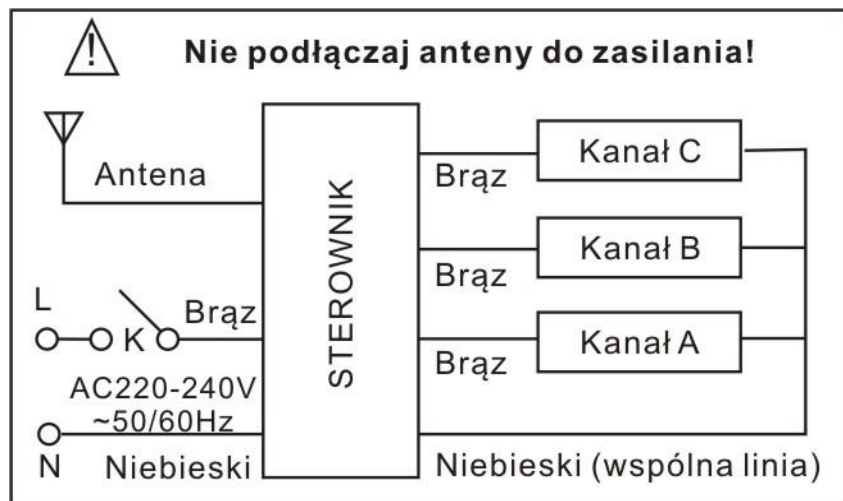 Nie podłączaj anteny do zasilania!
Antena
L
K
Brąz
AC220-240V
~50/60Hz
N
Niebieski
STEROWNIK
Brąz
Kanał C
Brąz
Kanał B
Brąz
Kanał A
Niebieski (wspólna linia)